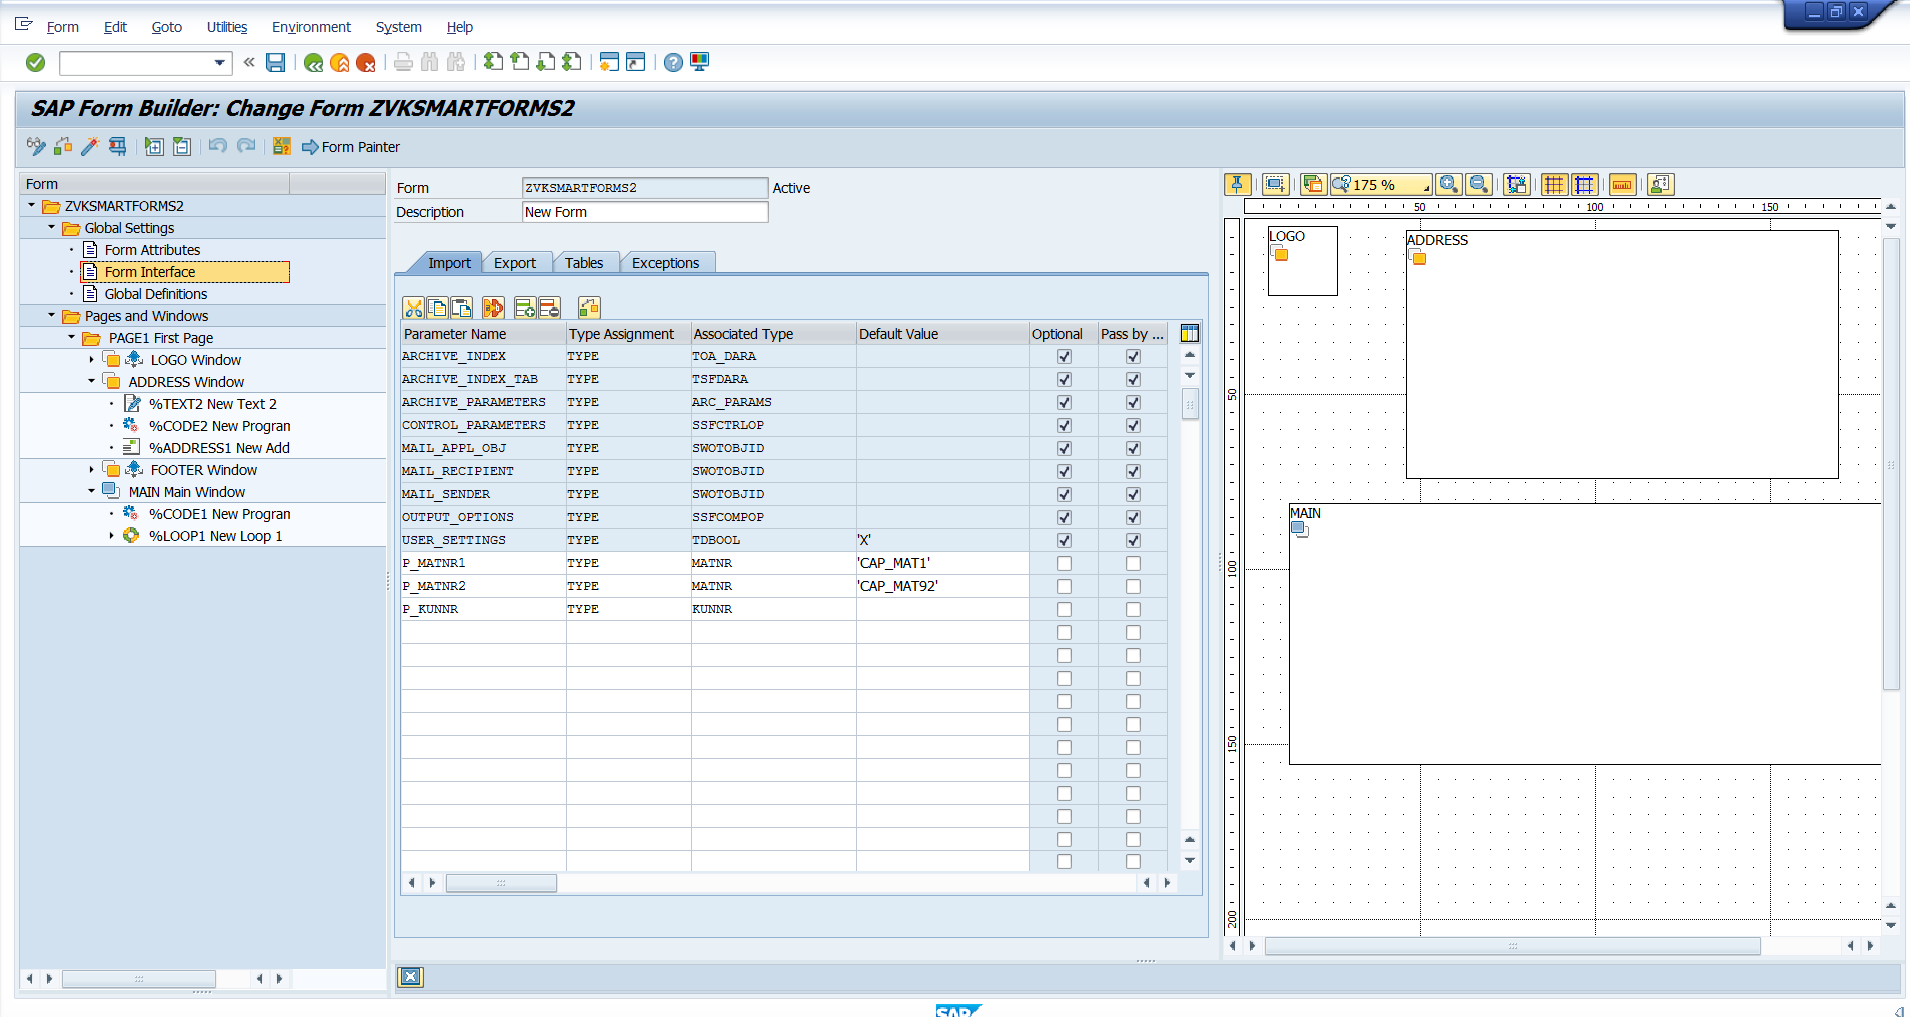 Form Edit Goto Utilities Environment System Help
SAP Form Builder: Change Form ZVKSMARTFORMS2
Form Painter
Form
ZVKSMARTFORMS2
Global Settings
Form Attributes
Form Interface
Global Definitions
Pages and Windows
PAGE1 First Page
LOGO Window
ADDRESS Window
%TEXT2 New Text 2
%CODE2 New Progran
%ADDRESS1 New Add
FOOTER Window
MAIN Main Window
%CODE1 New Progran
%LOOP1 New Loop 1
Form ZVKSMARTFORMS2 Active
Description New Form
Import Export Tables Exceptions
Parameter Name Type Assignment Associated Type Default Value Optional Pass by ...
ARCHIVE_INDEX TYPE TOA_DARA
ARCHIVE_INDEX_TAB TYPE TSFDARA
ARCHIVE_PARAMETERS TYPE ARC_PARAMS
CONTROL_PARAMETERS TYPE SSFCTRLOP
MAIL_APPL_OBJ TYPE SWOTOBJID
MAIL_RECIPIENT TYPE SWOTOBJID
MAIL_SENDER TYPE SWOTOBJID
OUTPUT_OPTIONS TYPE SSFCOMPOP
USER_SETTINGS TYPE TDBOOL 'X'
P_MATNR1 TYPE MATNR 'CAP_MAT1'
P_MATNR2 TYPE MATNR 'CAP_MAT92'
P_KUNNR TYPE KUNNR
175 %
50 100 150
LOGO
ADDRESS
50
MAIN
100
150
200
SAP